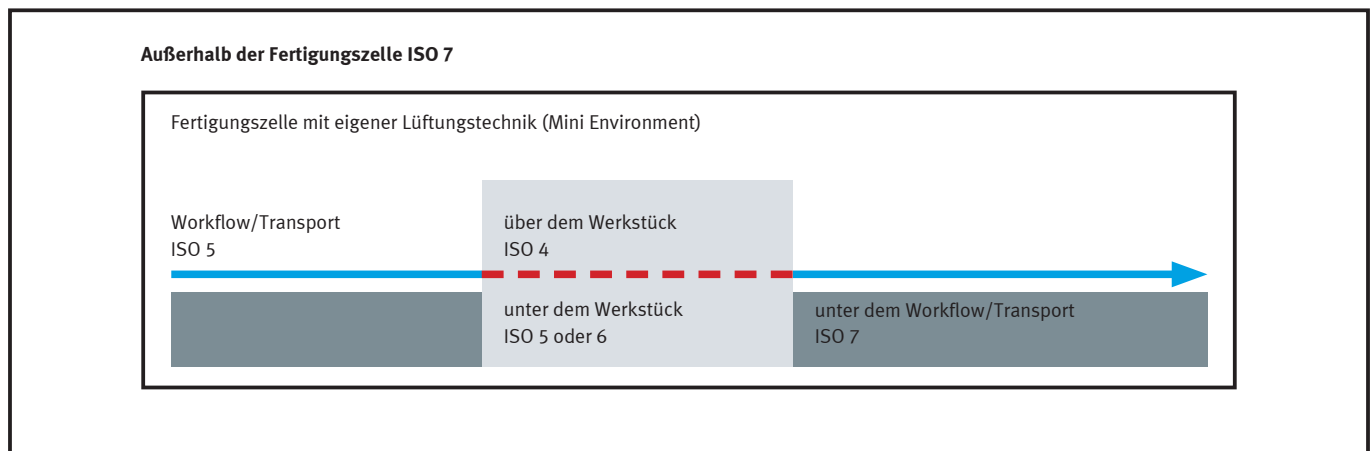 Außerhalb der Fertigungszelle ISO 7
Fertigungszelle mit eigener Lüftungstechnik (Mini Environment)
Workflow/Transport
ISO 5
über dem Werkstück
ISO 4
unter dem Werkstück
ISO 5 oder 6
unter dem Workflow/Transport
ISO 7